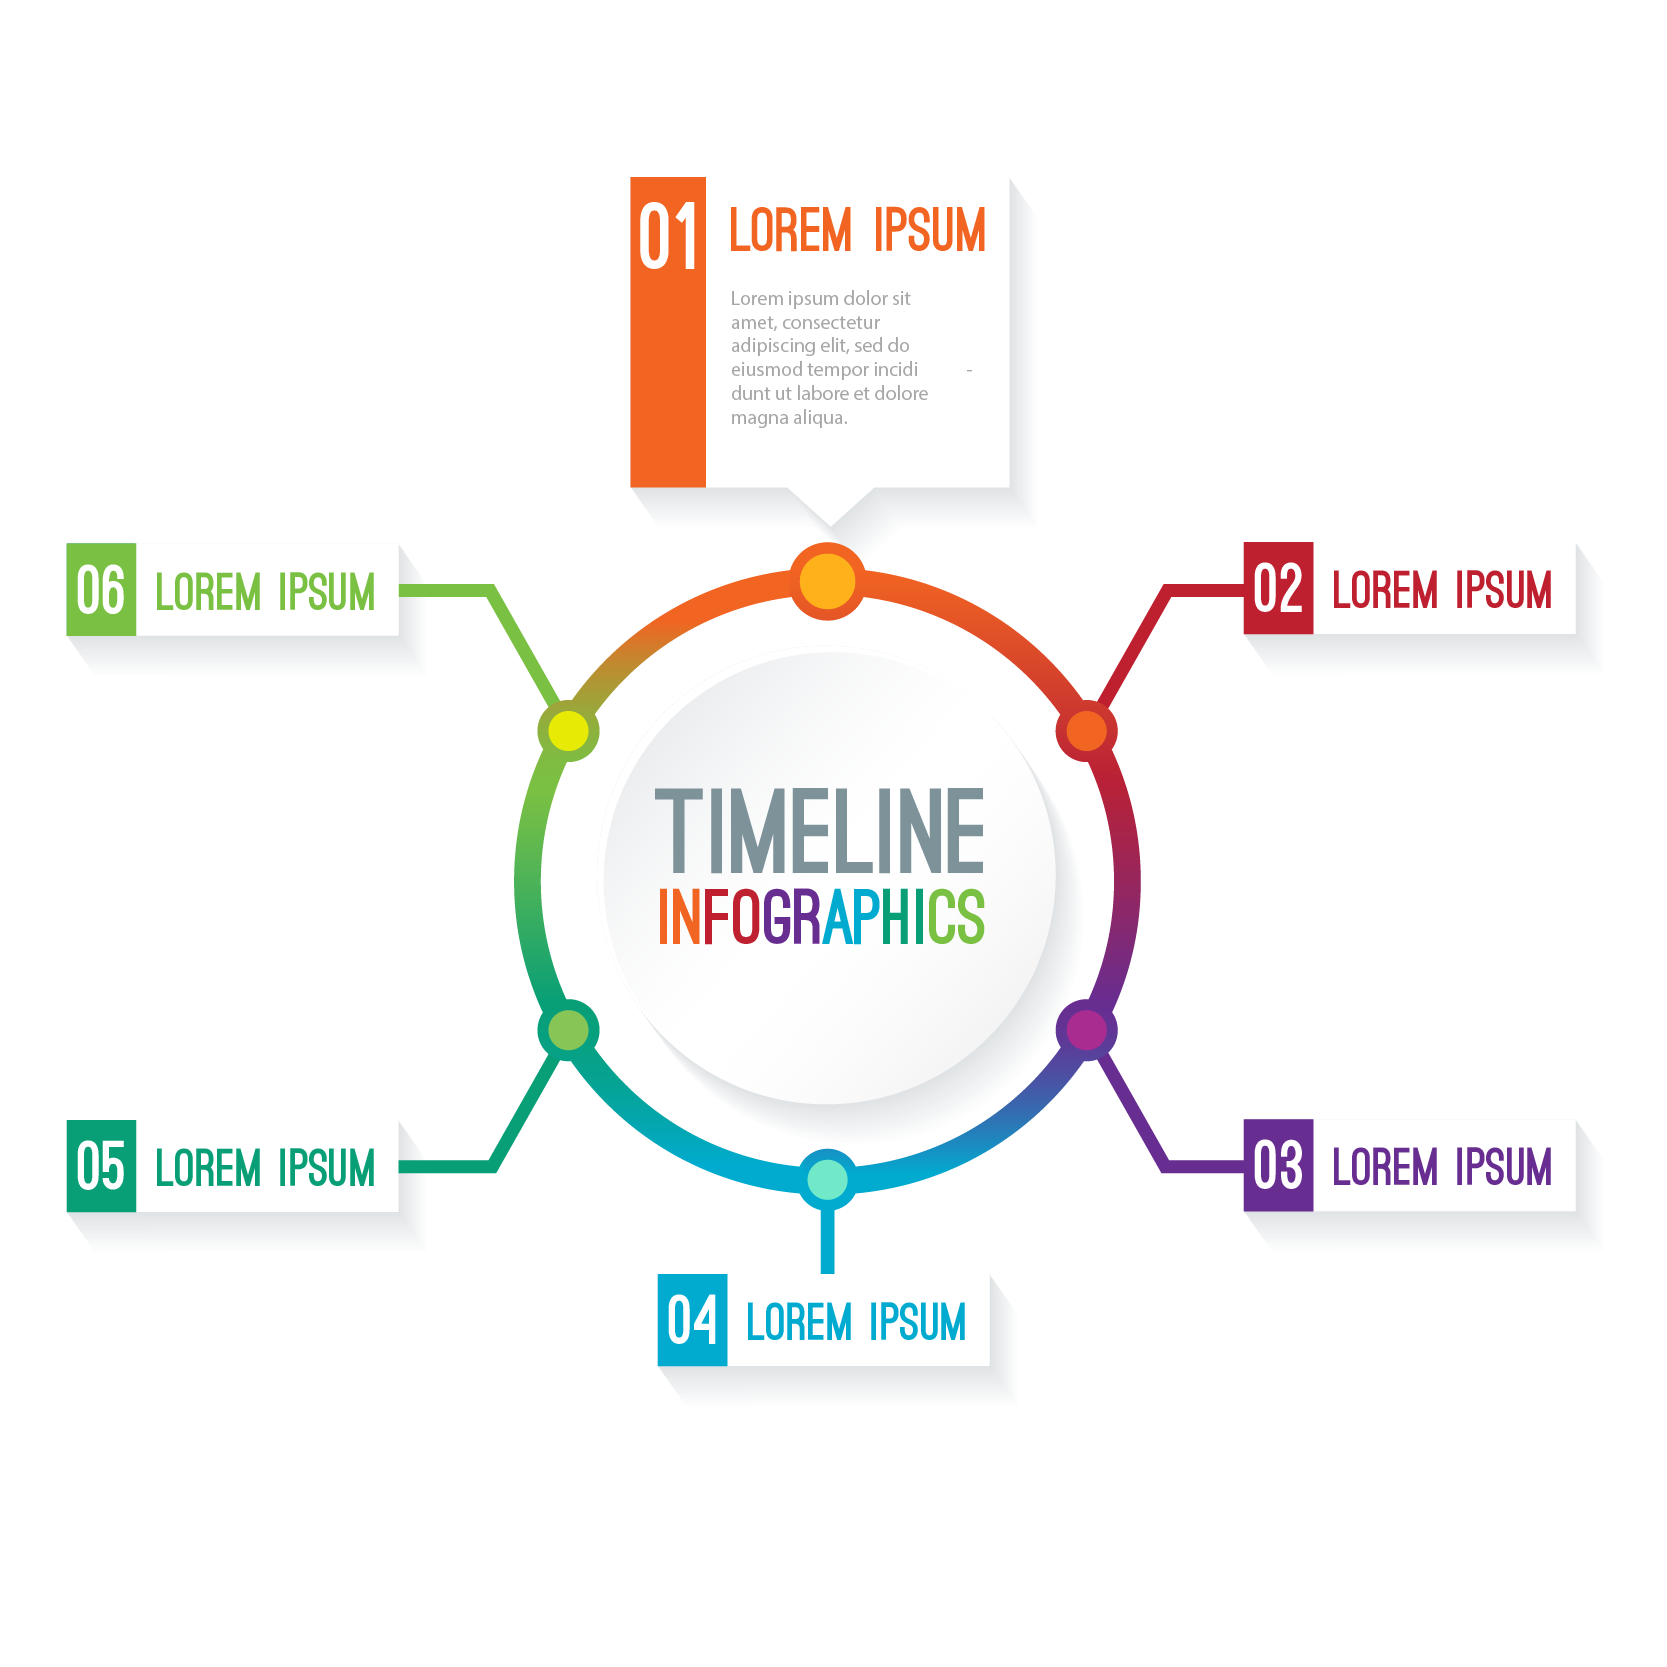 01
LOREM IPSUM
Lorem ipsum dolor sit
amet, consectetur
adipiscing elit, sed do
eiusmod tempor incidi -
dunt ut labore et dolore
magna aliqua.
06
LOREM IPSUM
02
LOREM IPSUM
TIMELINE
INFOGRAPHICS
05
LOREM IPSUM
03
LOREM IPSUM
04
LOREM IPSUM